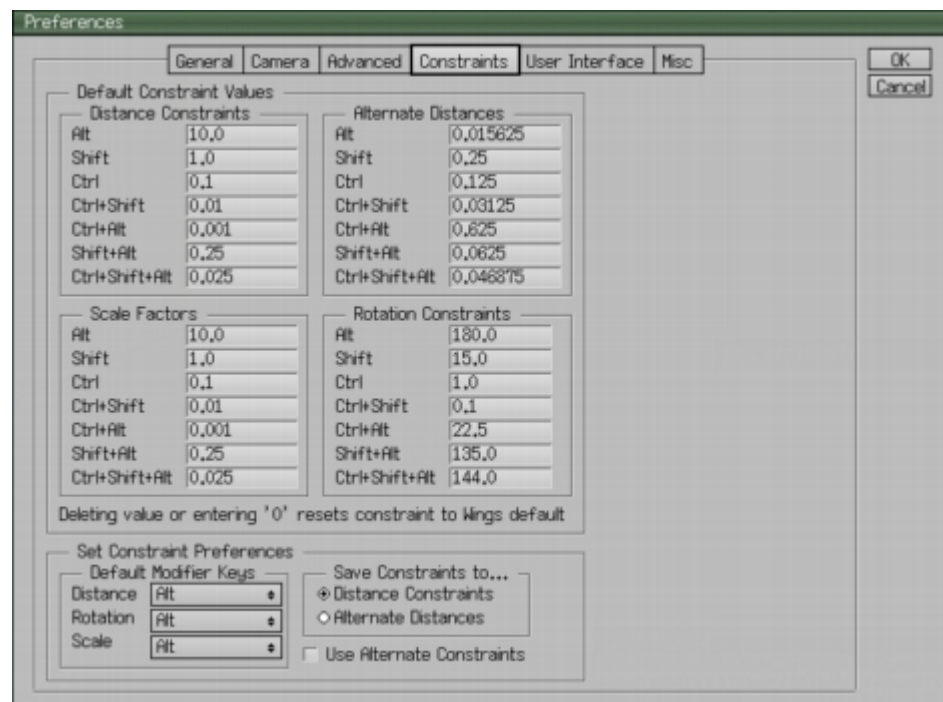 Preferences
General Camera Advanced Constraints User Interface Misc
OK
Cancel
Default Constraint Values
Distance Constraints
Alt 10.0
Shift 1.0
Ctrl 0.1
Ctrl+Shift 0.01
Ctrl+Alt 0.001
Shift+Alt 0.25
Ctrl+Shift+Alt 0.025
Alternate Distances
Alt 0.015625
Shift 0.25
Ctrl 0.125
Ctrl+Shift 0.03125
Ctrl+Alt 0.625
Shift+Alt 0.0625
Ctrl+Shift+Alt 0.046875
Scale Factors
Alt 10.0
Shift 1.0
Ctrl 0.1
Ctrl+Shift 0.01
Ctrl+Alt 0.001
Shift+Alt 0.25
Ctrl+Shift+Alt 0.025
Rotation Constraints
Alt 180.0
Shift 15.0
Ctrl 1.0
Ctrl+Shift 0.1
Ctrl+Alt 22.5
Shift+Alt 135.0
Ctrl+Shift+Alt 144.0
Deleting value or entering '0' resets constraint to Wings default
Set Constraint Preferences
Default Modifier Keys
Distance Alt
Rotation Alt
Scale Alt
Save Constraints to...
Distance Constraints
Alternate Distances
Use Alternate Constraints